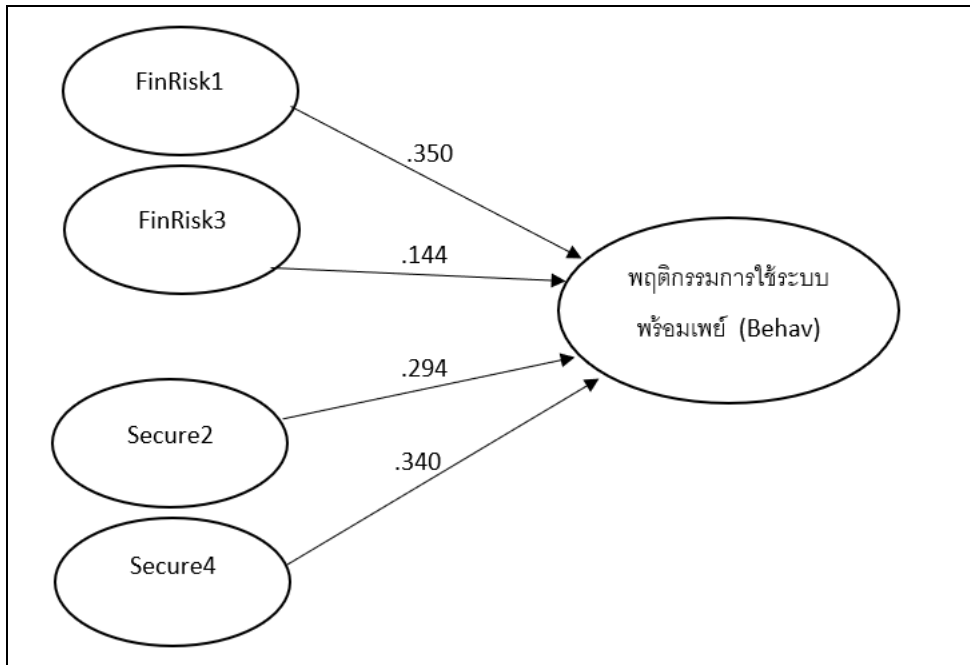 FinRisk1
.350
FinRisk3
.144
พฤติกรรมการใช้ระบบ
พร้อมเพย์ (Behav)
.294
Secure2
.340
Secure4